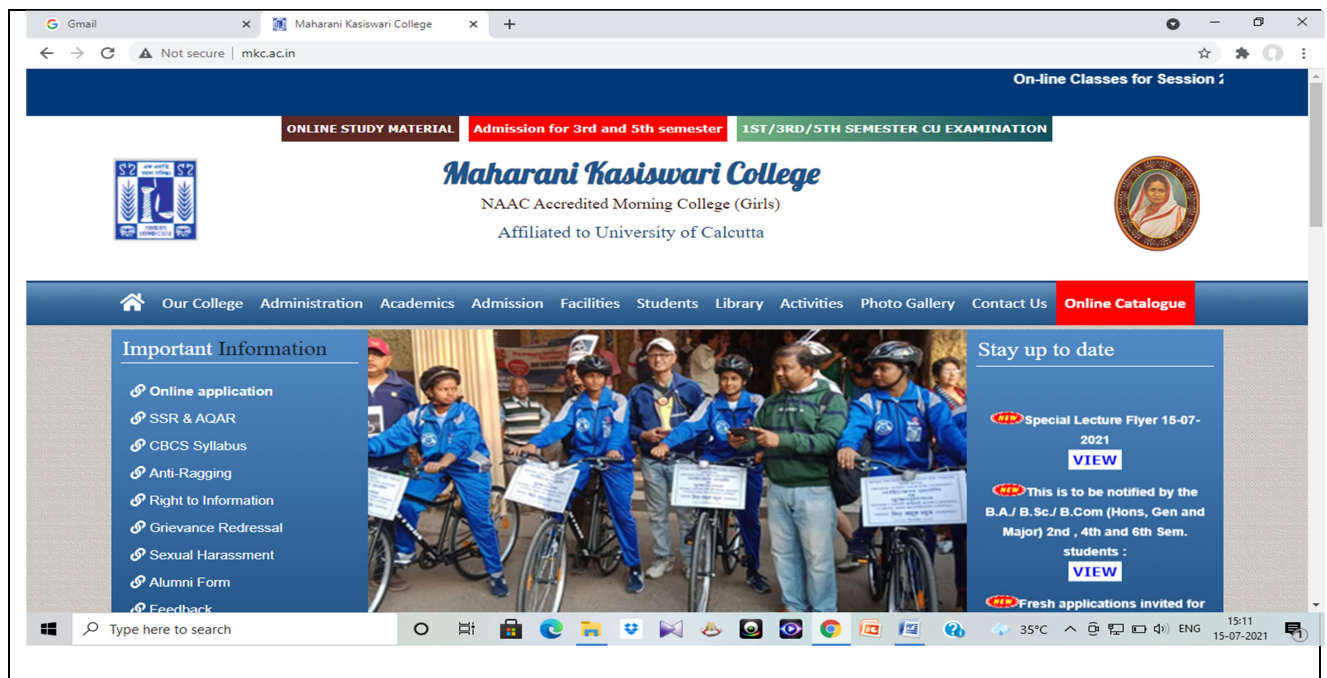 Gmail
Maharani Kasiswari College
Not secure | mkc.ac.in
On-line Classes for Session
ONLINE STUDY MATERIAL
Admission for 3rd and 5th semester
1ST/3RD/5TH SEMESTER CU EXAMINATION
Maharani Kasiswari College
NAAC Accredited Morning College (Girls)
Affiliated to University of Calcutta
Our College Administration Academics Admission Facilities Students Library Activities Photo Gallery Contact Us Online Catalogue
Important Information
Online application
SSR & AQAR
CBCS Syllabus
Anti-Ragging
Right to Information
Grievance Redressal
Sexual Harassment
Alumni Form
Feedback
Stay up to date
NEW Special Lecture Flyer 15-07-
2021
VIEW
NEW This is to be notified by the
B.A./ B.Sc./ B.Com (Hons, Gen and
Major) 2nd , 4th and 6th Sem.
students :
VIEW
NEW Fresh applications invited for
Type here to search
35°C
ENG
15:11
15-07-2021